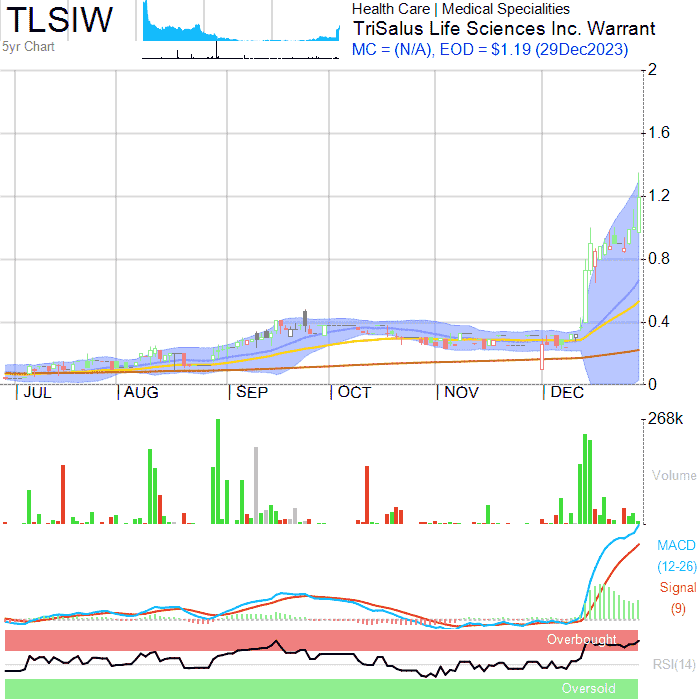 TLSIW
5yr Chart
Health Care | Medical Specialities
TriSalus Life Sciences Inc. Warrant
MC = (N/A), EOD = $1.19 (29Dec2023)
2
1.6
1.2
0.8
0.4
0
JUL AUG SEP OCT NOV DEC
268k
Volume
MACD
(12-26)
Signal
(9)
Overbought
RSI(14)
Oversold